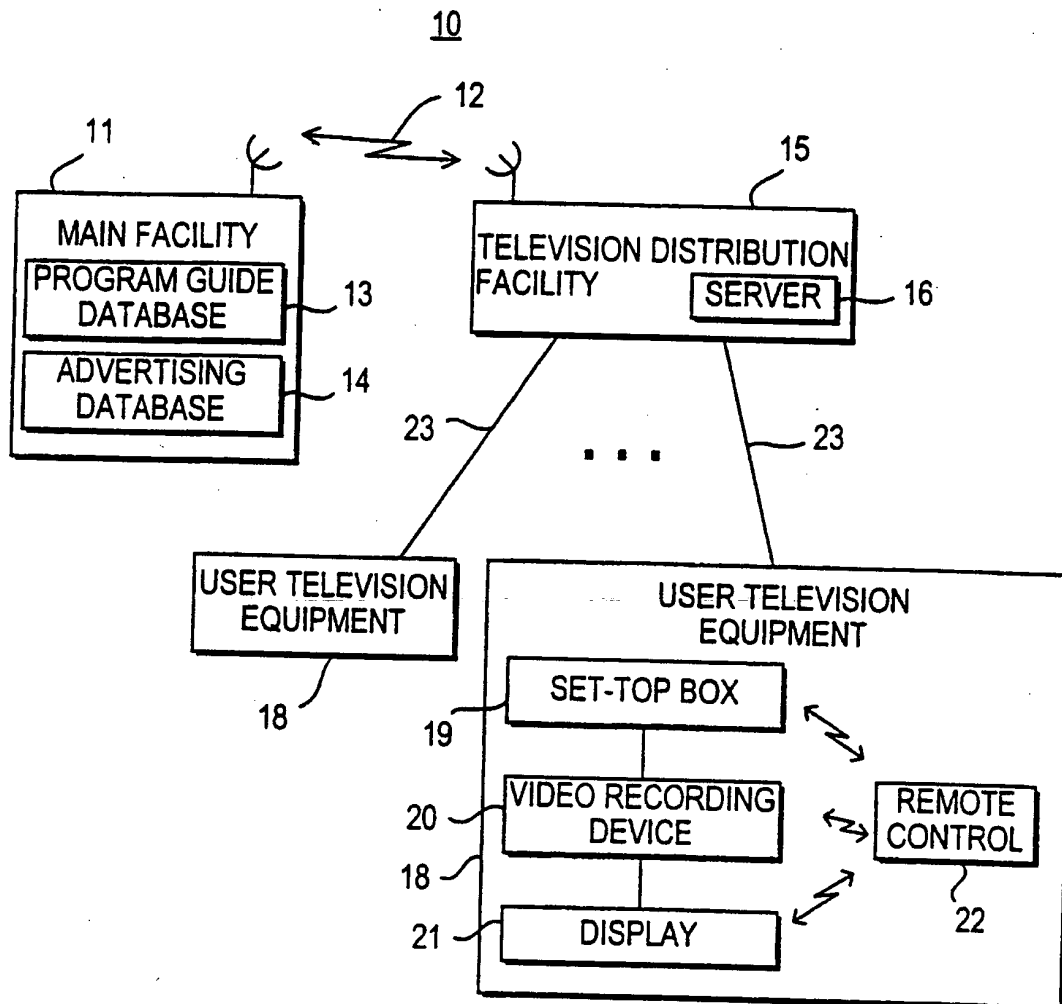 10
12
11
15
MAIN FACILITY
PROGRAM GUIDE
DATABASE
13
ADVERTISING
DATABASE
14
TELEVISION DISTRIBUTION
FACILITY
SERVER
16
23
23
USER TELEVISION
EQUIPMENT
18
USER TELEVISION
EQUIPMENT
SET-TOP BOX
19
VIDEO RECORDING
DEVICE
20
18
REMOTE
CONTROL
22
DISPLAY
21